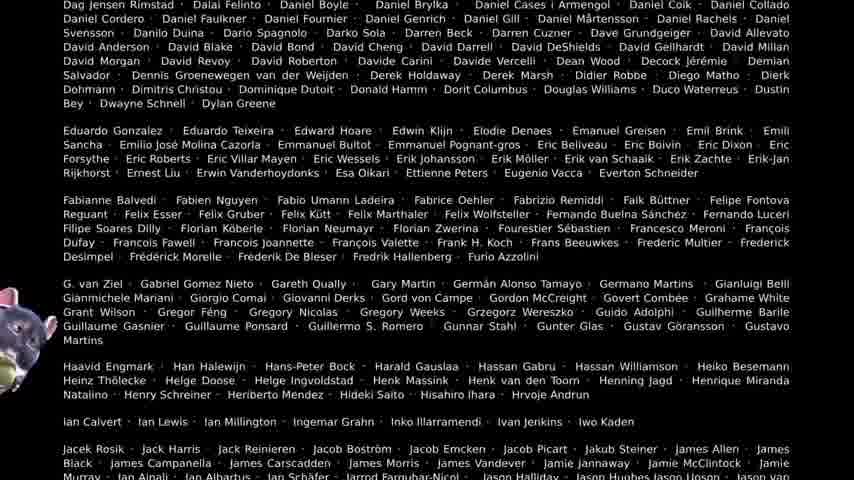 Dag Jensen Rimstad · Dalai Felinto · Daniel Boyle · Daniel Brylka · Daniel Cases i Armengol · Daniel Coik · Daniel Collado
Daniel Cordero · Daniel Faulkner · Daniel Fournier · Daniel Genrich · Daniel Gill · Daniel Mårtensson · Daniel Rachels · Daniel
Svensson · Danilo Duina · Dario Spagnolo · Darko Sola · Darren Beck · Darren Cuzner · Dave Grundgeiger · David Allevato
David Anderson · David Blake · David Bond · David Cheng · David Darrell · David DeShields · David Gellhardt · David Millan
David Morgan · David Revoy · David Roberton · Davide Carini · Davide Vercelli · Dean Wood · Decock Jérémie · Demian
Salvador · Dennis Groenewegen van der Weijden · Derek Holdaway · Derek Marsh · Didier Robbe · Diego Matho · Dierk
Dohmann · Dimitris Christou · Dominique Dutoit · Donald Hamm · Dorit Columbus · Douglas Williams · Duco Waterreus · Dustin
Bey · Dwayne Schnell · Dylan Greene
Eduardo Gonzalez · Eduardo Teixeira · Edward Hoare · Edwin Klijn · Elodie Denaes · Emanuel Greisen · Emil Brink · Emili
Sancha · Emilio José Molina Cazorla · Emmanuel Bultot · Emmanuel Pognant-gros · Eric Beliveau · Eric Boivin · Eric Dixon · Eric
Forsythe · Eric Roberts · Eric Villar Mayen · Eric Wessels · Erik Johansson · Erik Möller · Erik van Schaaik · Erik Zachte · Erik-Jan
Rijkhorst · Ernest Liu · Erwin Vanderhoydonks · Esa Oikari · Ettienne Peters · Eugenio Vacca · Everton Schneider
Fabianne Balvedi · Fabien Nguyen · Fabio Umann Ladeira · Fabrice Oehler · Fabrizio Remiddi · Faik Büttner · Felipe Fontova
Reguant · Felix Esser · Felix Gruber · Felix Kütt · Felix Marthaler · Felix Wolfsteller · Fernando Buelna Sánchez · Fernando Luceri
Filipe Soares Dilly · Florian Köberle · Florian Neumayr · Florian Zwerina · Fourestier Sébastien · Francesco Meroni · François
Dufay · Francois Fawell · Francois Joannette · François Valette · Frank H. Koch · Frans Beeuwkes · Frederic Multier · Frederick
Desimpel · Frédérick Morelle · Frederik De Bleser · Fredrik Hallenberg · Furio Azzolini
G. van Ziel · Gabriel Gomez Nieto · Gareth Qually · Gary Martin · Germán Alonso Tamayo · Germano Martins · Gianluigi Belli
Gianmichele Mariani · Giorgio Comai · Giovanni Derks · Gord von Campe · Gordon McCreight · Govert Combée · Grahame White
Grant Wilson · Gregor Féng · Gregory Nicolas · Gregory Weeks · Grzegorz Wereszko · Guido Adolphi · Guilherme Barile
Guillaume Gasnier · Guillaume Ponsard · Guillermo S. Romero · Gunnar Stahl · Gunter Glas · Gustav Göransson · Gustavo
Martins
Haavid Engmark · Han Halewijn · Hans-Peter Bock · Harald Gauslaa · Hassan Gabru · Hassan Williamson · Heiko Besemann
Heinz Thölecke · Helge Doose · Helge Ingvoldstad · Henk Massink · Henk van den Toorn · Henning Jagd · Henrique Miranda
Natalino · Henry Schreiner · Heriberto Mendez · Hideki Saito · Hisahiro Ihara · Hrvoje Andrun
Ian Calvert · Ian Lewis · Ian Millington · Ingemar Grahn · Inko Illarramendi · Ivan Jerikins · Iwo Kaden
Jacek Rosik · Jack Harris · Jack Reinieren · Jacob Boström · Jacob Emcken · Jacob Picart · Jakub Steiner · James Allen · James
Black · James Campanella · James Carscadden · James Morris · James Vandever · Jamie Jannaway · Jamie McClintock · Jamie
Murray · Jan Ainali · Jan Albartus · Jan Schäfer · Jarrod Farquhar-Nicol · Jason Halliday · Jason Hughes Jason Upson · Jason van